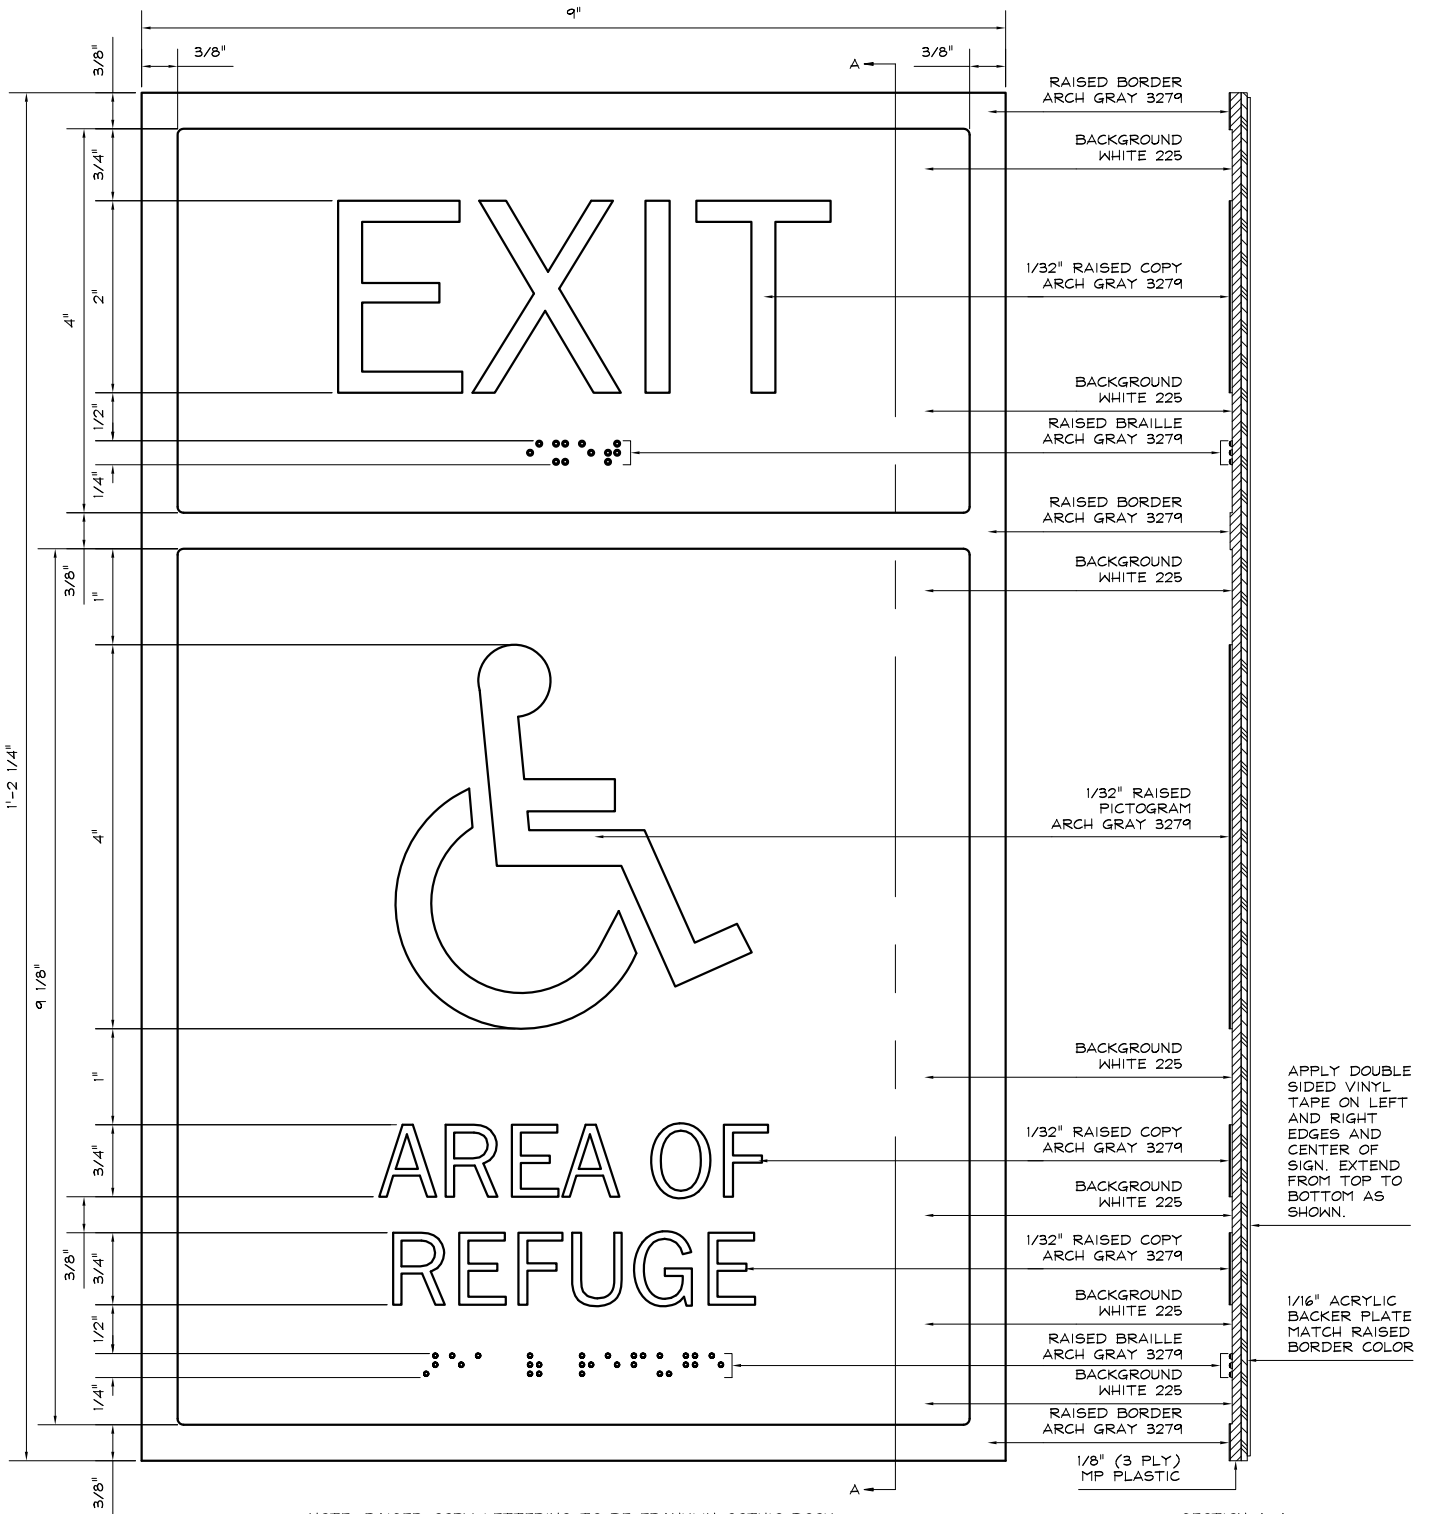 9"
3/8"
3/8"
3/8"
A
RAISED BORDER
ARCH GRAY 3279
BACKGROUND
WHITE 225
3/4"
EXIT
2"
4"
1/32" RAISED COPY
ARCH GRAY 3279
BACKGROUND
WHITE 225
1/2"
RAISED BRAILLE
ARCH GRAY 3279
1/4"
RAISED BORDER
ARCH GRAY 3279
3/8"
1"
BACKGROUND
WHITE 225
1'-2 1/4"
4"
1/32" RAISED
PICTOGRAM
ARCH GRAY 3279
9 1/8"
1"
BACKGROUND
WHITE 225
APPLY DOUBLE
SIDED VINYL
TAPE ON LEFT
AND RIGHT
EDGES AND
CENTER OF
SIGN. EXTEND
FROM TOP TO
BOTTOM AS
SHOWN.
3/4"
AREA OF
1/32" RAISED COPY
ARCH GRAY 3279
BACKGROUND
WHITE 225
3/8"
3/4"
REFUGE
1/32" RAISED COPY
ARCH GRAY 3279
BACKGROUND
WHITE 225
1/16" ACRYLIC
BACKER PLATE
MATCH RAISED
BORDER COLOR
1/2"
RAISED BRAILLE
ARCH GRAY 3279
1/4"
BACKGROUND
WHITE 225
RAISED BORDER
ARCH GRAY 3279
3/8"
1/8" (3 PLY)
MP PLASTIC
A